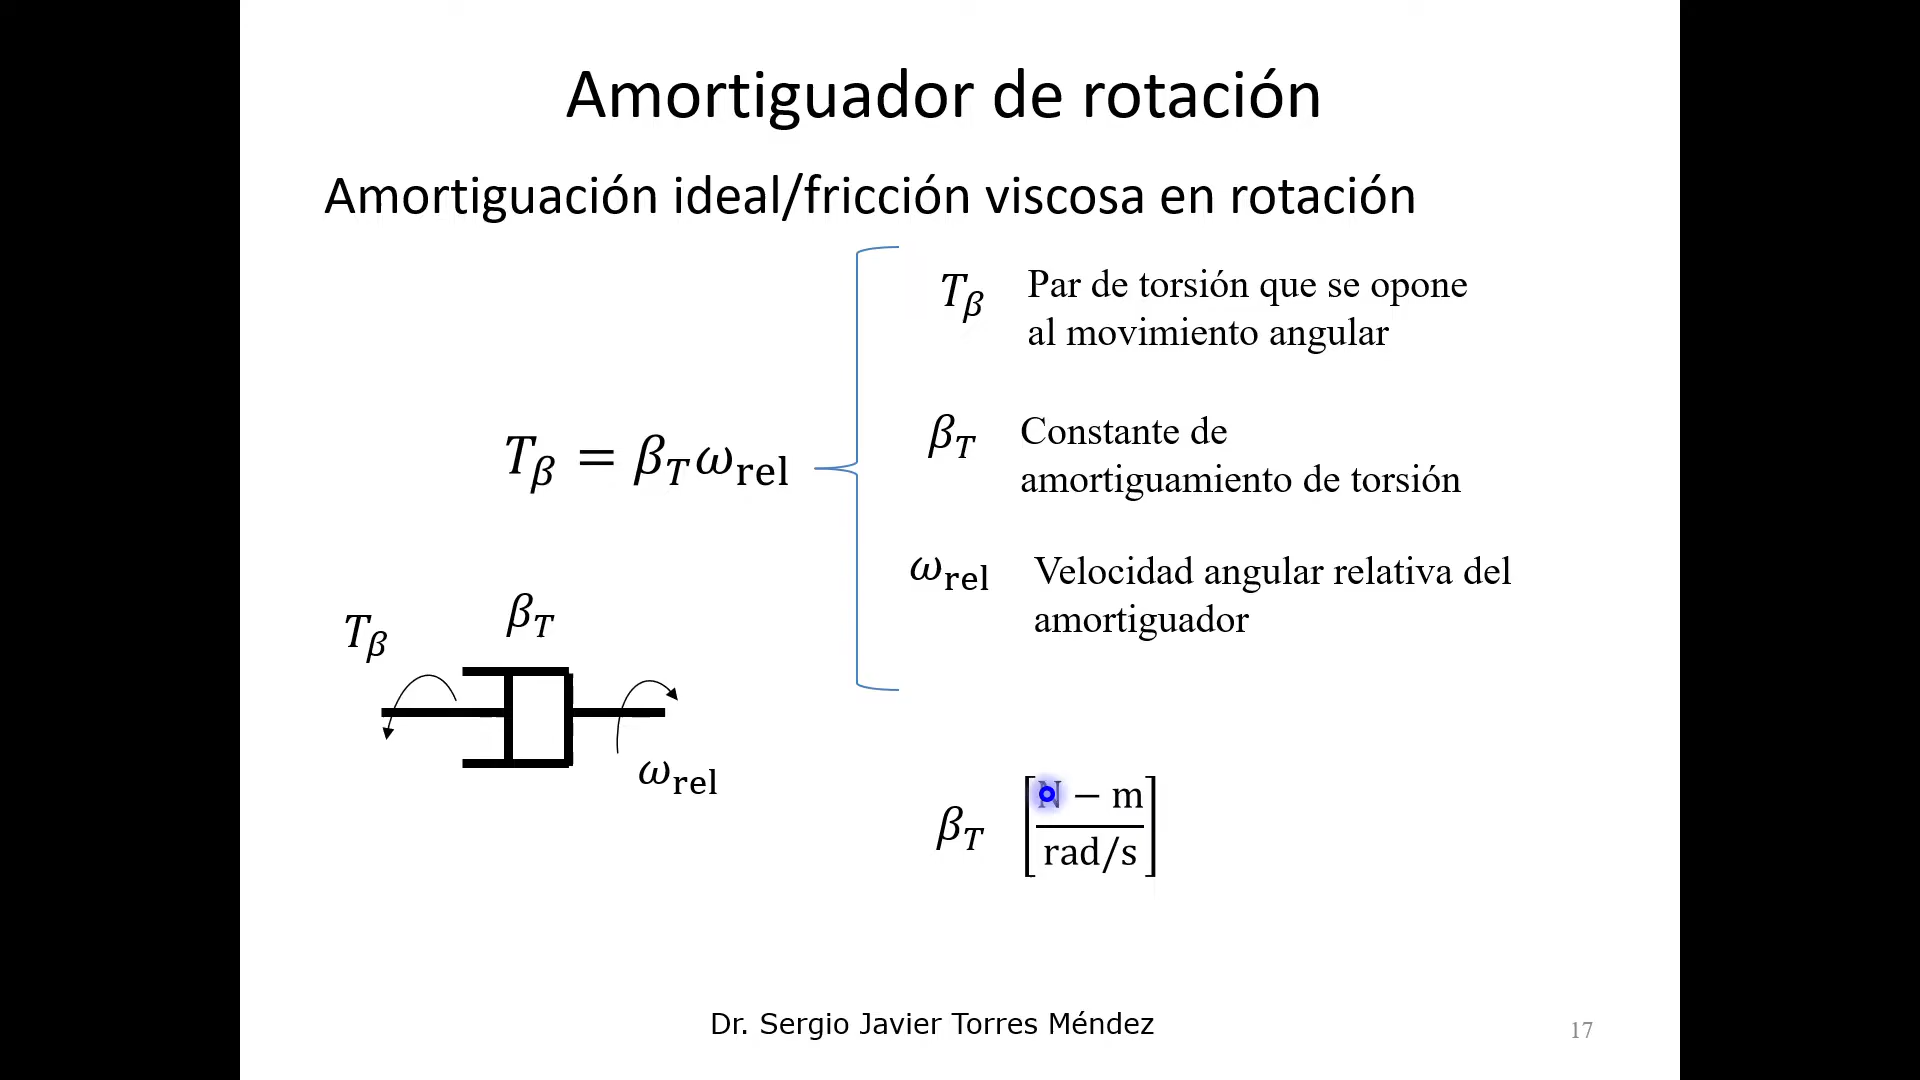 Amortiguador de rotación
Amortiguación ideal/fricción viscosa en rotación
T_β Par de torsión que se opone
al movimiento angular
T_β = β_T ω_rel
β_T Constante de
amortiguamiento de torsión
ω_rel Velocidad angular relativa del
amortiguador
T_β
β_T
ω_rel
β_T [N − m
rad/s]
Dr. Sergio Javier Torres Méndez
17